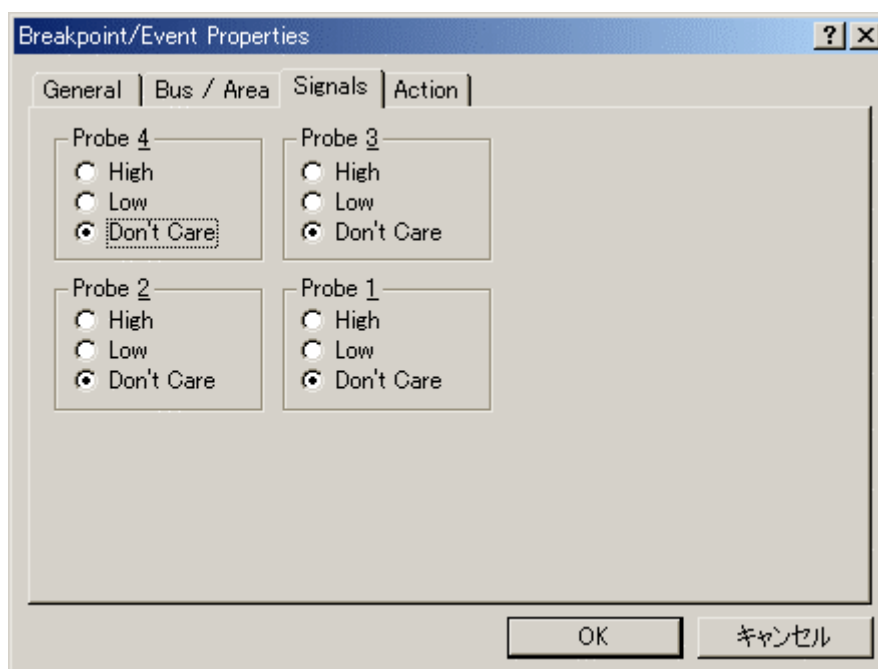 Breakpoint/Event Properties
General Bus / Area Signals Action
Probe 4
High
Low
Don't Care
Probe 3
High
Low
Don't Care
Probe 2
High
Low
Don't Care
Probe 1
High
Low
Don't Care
OK キャンセル